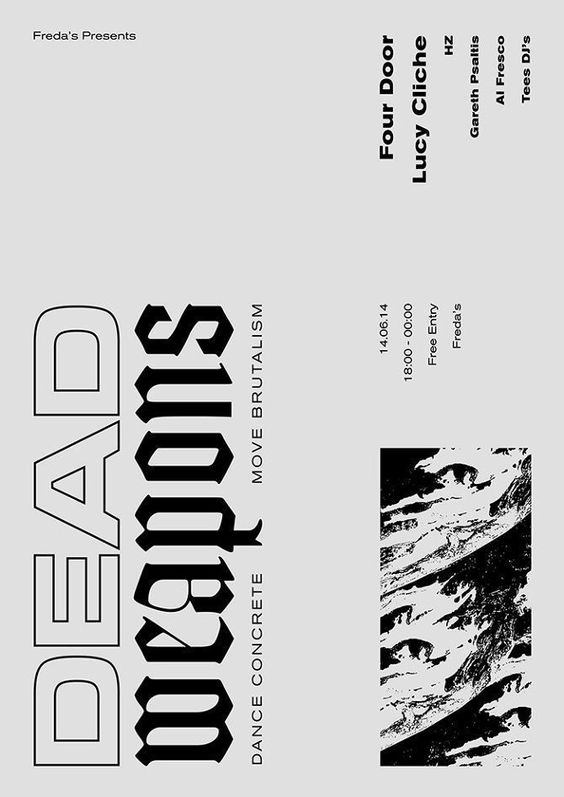 Freda's Presents
Four Door
Lucy Cliche
HZ
Gareth Psaltis
Al Fresco
Tees DJ's
14.06.14
18:00 - 00:00
Free Entry
Freda's
DEAD
weapons
DANCE CONCRETE MOVE BRUTALISM